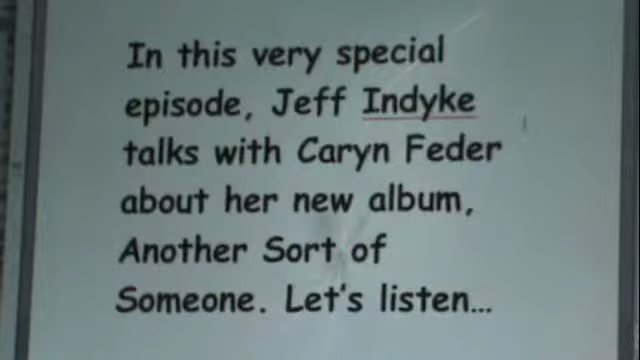 In this very special
episode, Jeff Indyke
talks with Caryn Feder
about her new album,
Another Sort of
Someone. Let's listen...